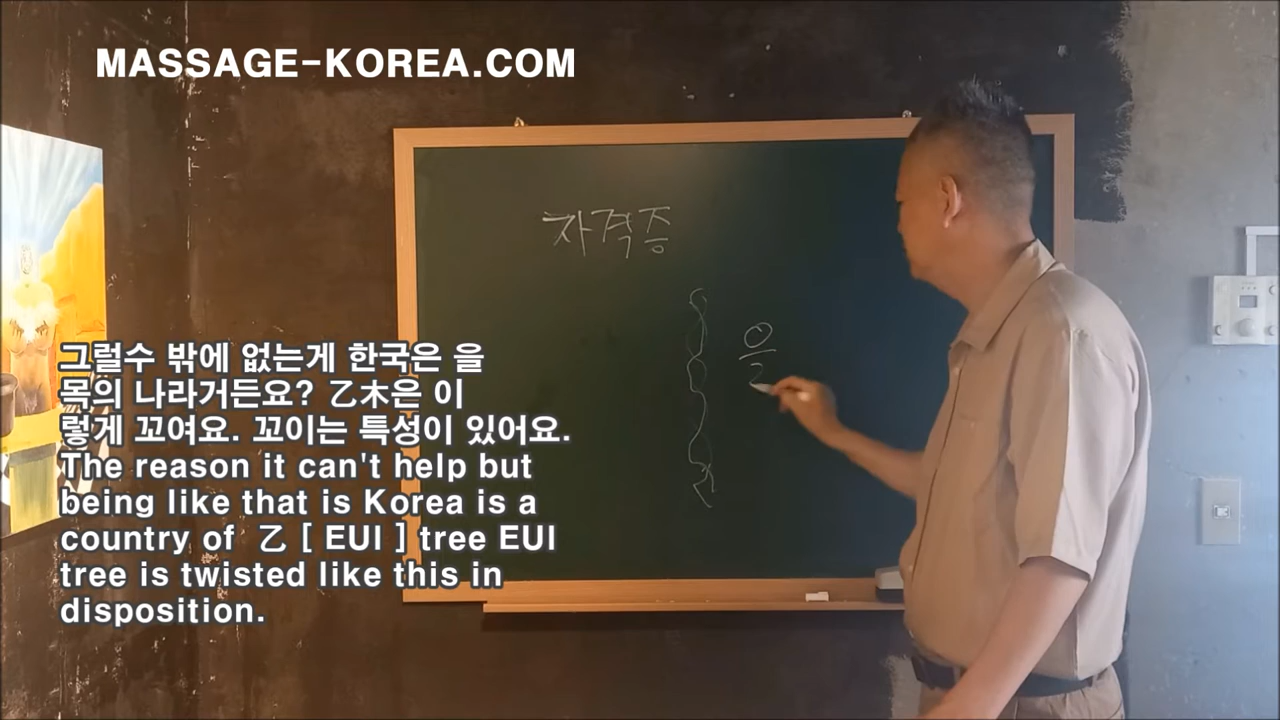 MASSAGE-KOREA.COM
자격증
을
그럴수 밖에 없는게 한국은 을
목의 나라거든요? 乙木은 이
렇게 꼬여요. 꼬이는 특성이 있어요.
The reason it can't help but
being like that is Korea is a
country of 乙 [ EUI ] tree EUI
tree is twisted like this in
disposition.